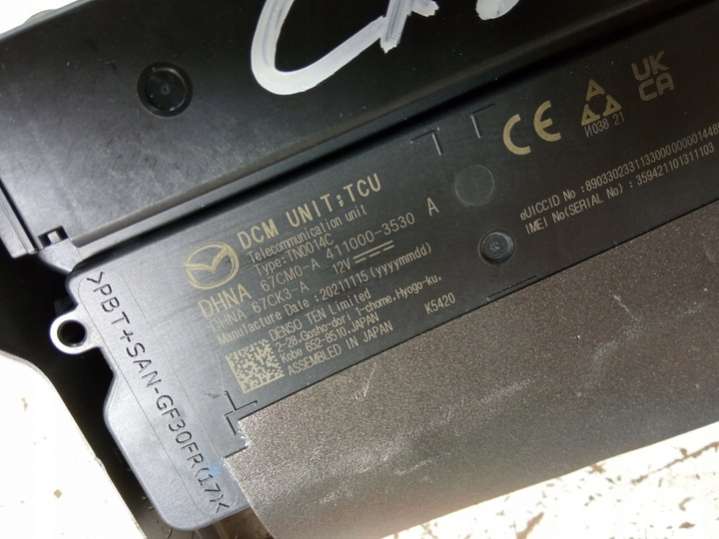 DCM UNIT;TCU
Telecommunication unit
Type:TN0014C
DHNA 67CM0-A 411000-3530 A
DHNA 67CK3-A 12V
Manufacture Date :20211115(yyyymmdd)
DENSO TEN Limited
2-28,Gosho-dori 1-chome,Hyogo-ku,
Kobe 652-8510,JAPAN K5420
ASSEMBLED IN JAPAN
CE
И038 21
UK
CA
eUICCID No :
IMEI No(SERIAL No) : 359421101311103
>PBT+SAN-GF30FR(17)<